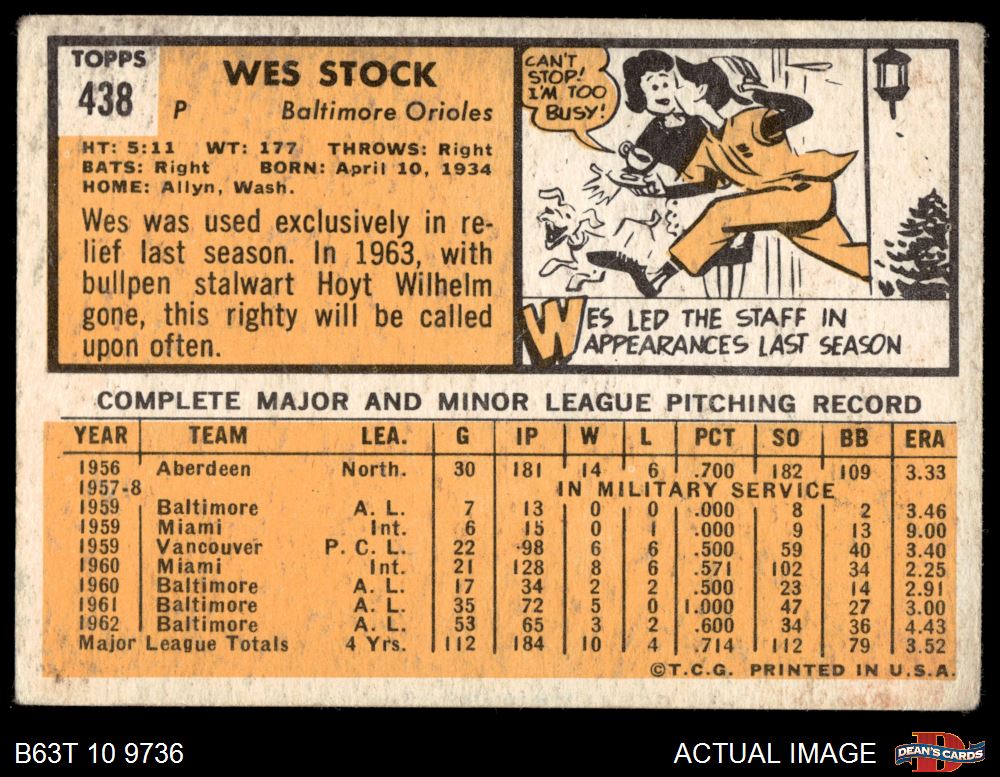 TOPPS
438
WES STOCK
P Baltimore Orioles
HT: 5:11 WT: 177 THROWS: Right
BATS: Right BORN: April 10, 1934
HOME: Allyn, Wash.
Wes was used exclusively in re-
lief last season. In 1963, with
bullpen stalwart Hoyt Wilhelm
gone, this righty will be called
upon often.
CAN'T
STOP!
I'M TOO
BUSY!
WES LED THE STAFF IN
APPEARANCES LAST SEASON
COMPLETE MAJOR AND MINOR LEAGUE PITCHING RECORD
YEAR TEAM LEA. G IP W L PCT SO BB ERA
1956 Aberdeen North. 30 181 14 6 .700 182 109 3.33
1957-8 IN MILITARY SERVICE
1959 Baltimore A. L. 7 13 0 0 .000 8 2 3.46
1959 Miami Int. 6 15 0 1 .000 9 13 9.00
1959 Vancouver P. C. L. 22 98 6 6 .500 59 40 3.40
1960 Miami Int. 21 128 8 6 .571 102 34 2.25
1960 Baltimore A. L. 17 34 2 2 .500 23 14 2.91
1961 Baltimore A. L. 35 72 5 0 1.000 47 27 3.00
1962 Baltimore A. L. 53 65 3 2 .600 34 36 4.43
Major League Totals 4 Yrs. 112 184 10 4 .714 112 79 3.52
©T.C.G. PRINTED IN U.S.A.
B63T 10 9736
ACTUAL IMAGE
DEAN'S CARDS